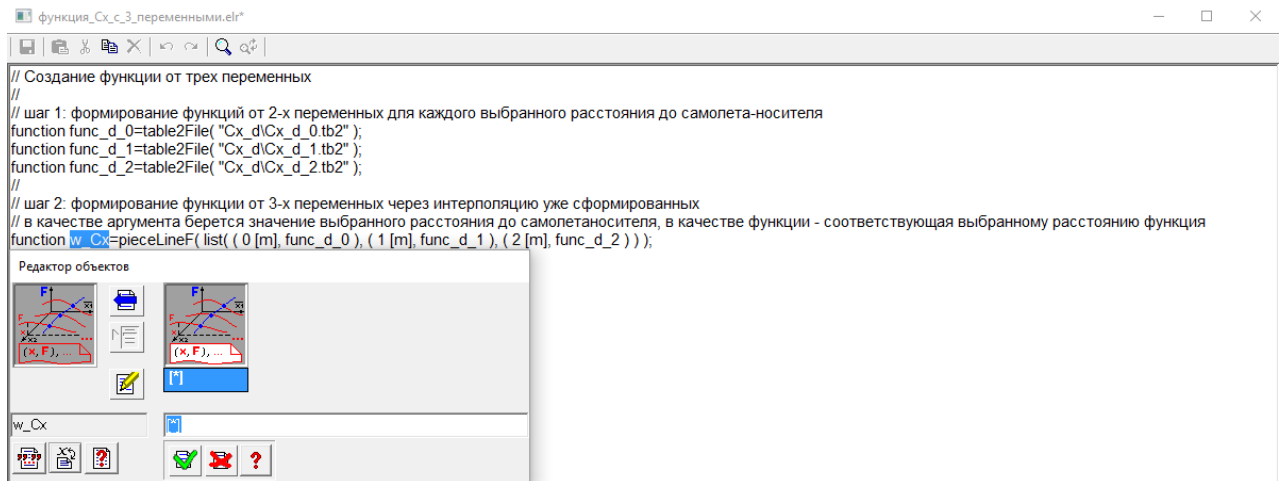 функция_Cx_с_3_переменными.elr*
// Создание функции от трех переменных
//
// шаг 1: формирование функций от 2-х переменных для каждого выбранного расстояния до самолета-носителя
function func_d_0=table2File( "Cx_d\Cx_d_0.tb2" );
function func_d_1=table2File( "Cx_d\Cx_d_1.tb2" );
function func_d_2=table2File( "Cx_d\Cx_d_2.tb2" );
//
// шаг 2: формирование функции от 3-х переменных через интерполяцию уже сформированных
// в качестве аргумента берется значение выбранного расстояния до самолетаносителя, в качестве функции - соответствующая выбранному расстоянию функция
function w_Cx=pieceLineF( list( ( 0 [m], func_d_0 ), ( 1 [m], func_d_1 ), ( 2 [m], func_d_2 ) ) );
Редактор объектов
F x1
F
x x2 ...
(x, F), ...
F x1
F
x x2 ...
(x, F), ...
[*]
w_Cx
[*]